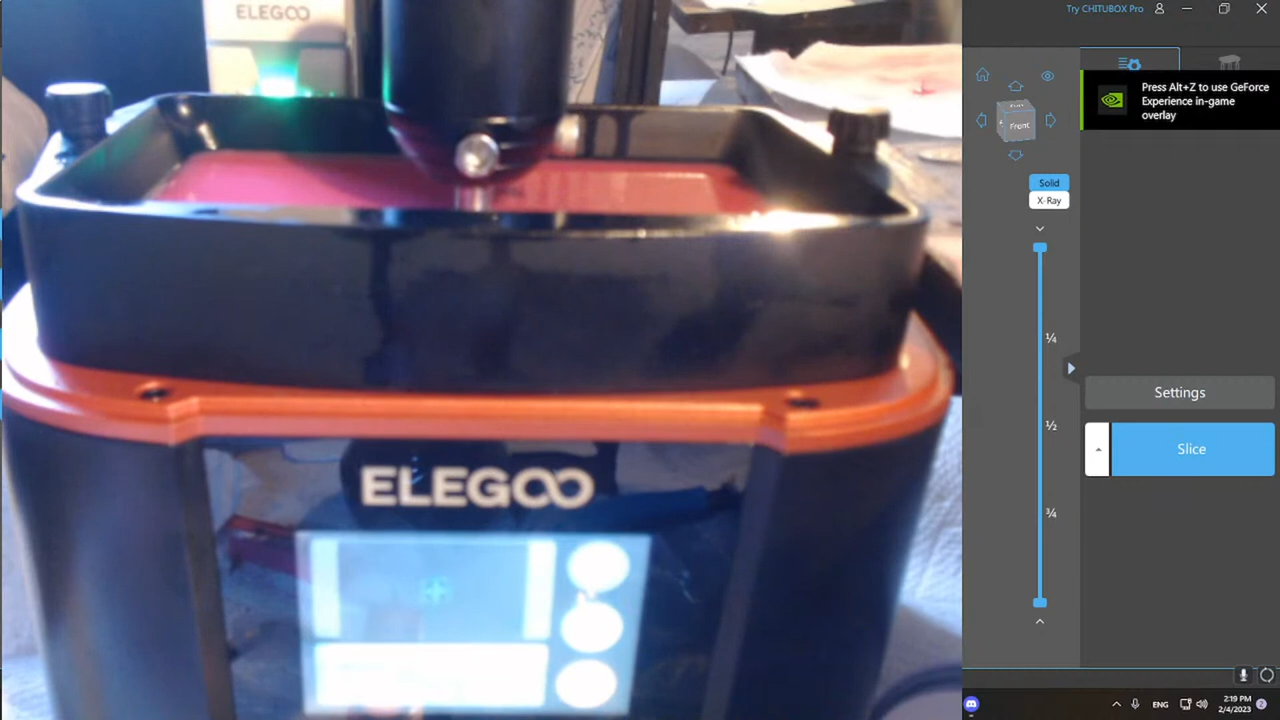 ELEGOO
ELEGOO
Try CHITUBOX Pro
Press Alt+Z to use GeForce
Experience in-game
overlay
Front
Solid
X-Ray
¼
½
¾
Settings
Slice
ENG
2:19 PM
2/4/2023
2